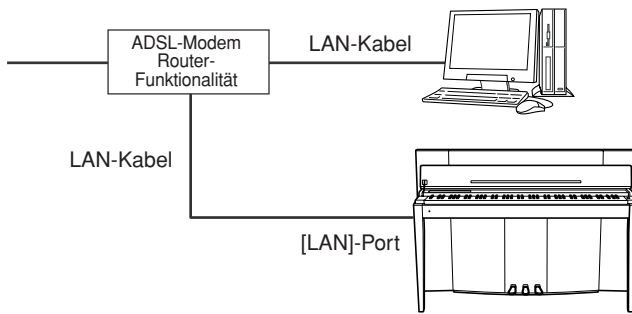 ADSL-Modem
Router-
Funktionalität
LAN-Kabel
LAN-Kabel
[LAN]-Port